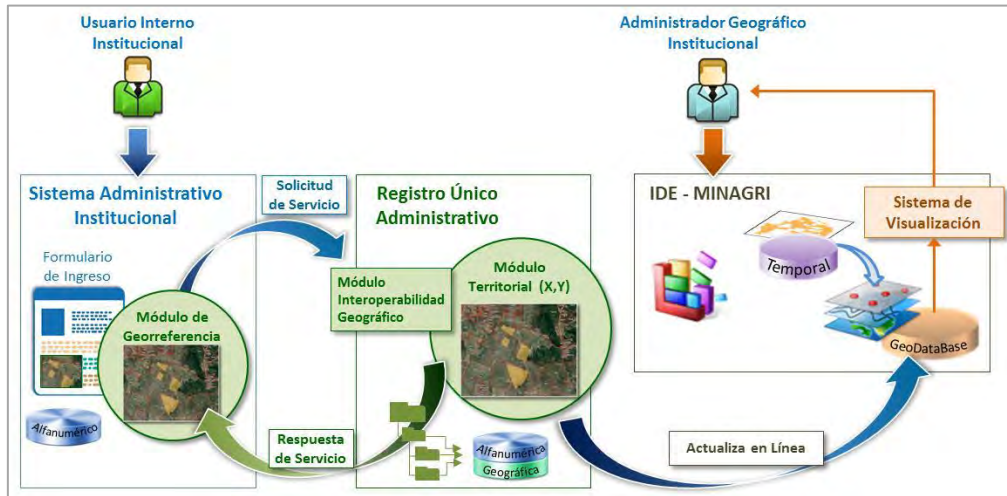 Usuario Interno
Institucional
Administrador Geográfico
Institucional
Sistema Administrativo
Institucional
Formulario
de Ingreso
Módulo de
Georreferencia
Alfanumérico
Solicitud
de Servicio
Respuesta
de Servicio
Registro Único
Administrativo
Módulo
Interoperabilidad
Geográfico
Módulo
Territorial (X,Y)
Alfanumérica
Geográfica
Actualiza en Línea
IDE - MINAGRI
Temporal
GeoDataBase
Sistema de
Visualización